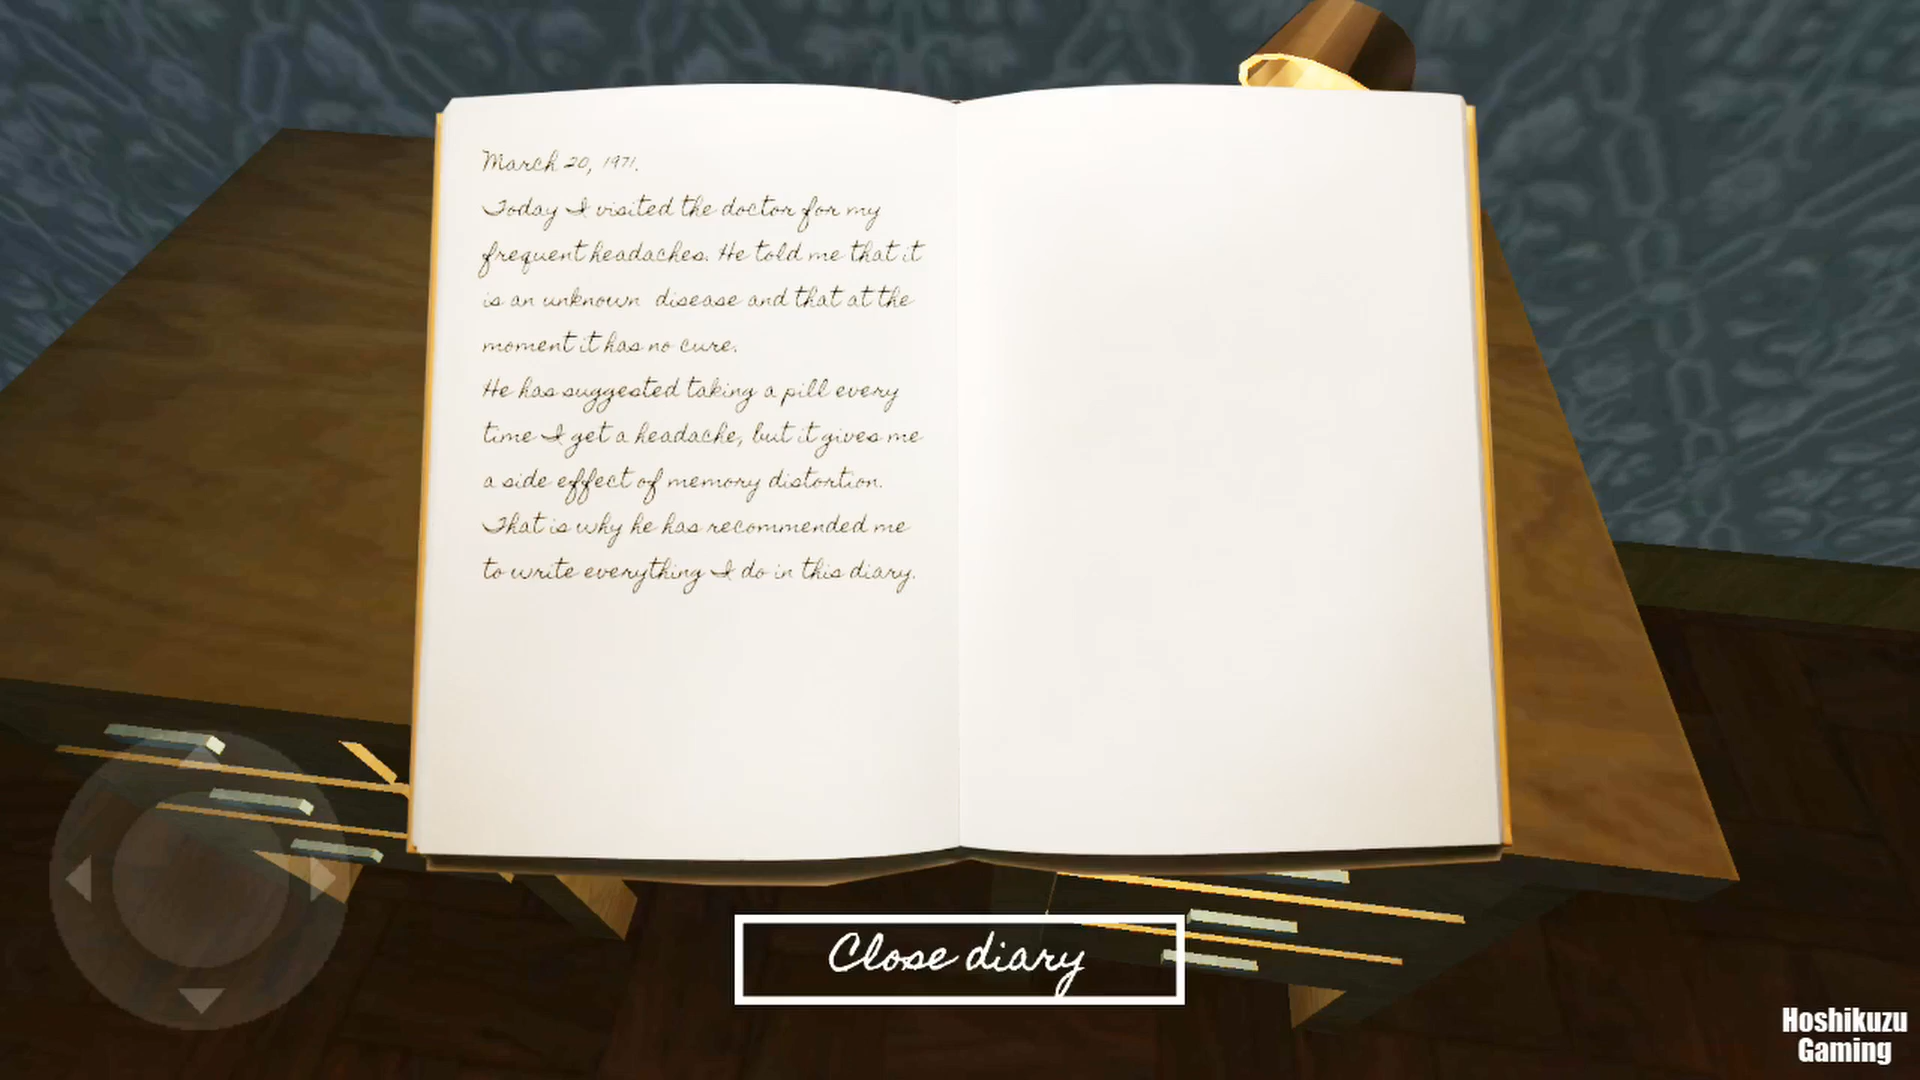 March 20, 1971.
Today I visited the doctor for my
frequent headaches. He told me that it
is an unknown disease and that at the
moment it has no cure.
He has suggested taking a pill every
time I get a headache, but it gives me
a side effect of memory distortion.
That is why he has recommended me
to write everything I do in this diary.
Close diary
Hoshikuzu
Gaming